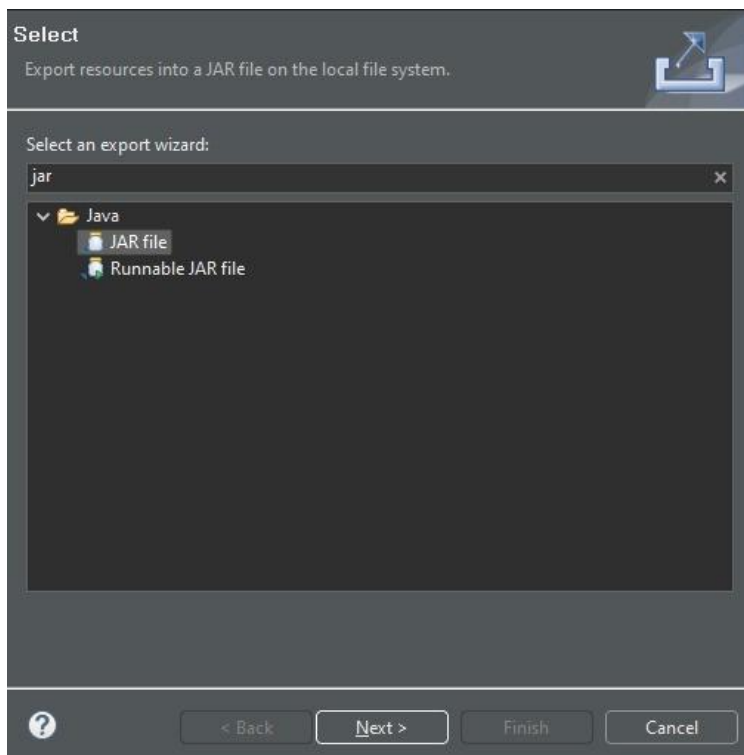 Select
Export resources into a JAR file on the local file system.
Select an export wizard:
jar
Java
JAR file
Runnable JAR file
?
< Back
Next >
Finish
Cancel